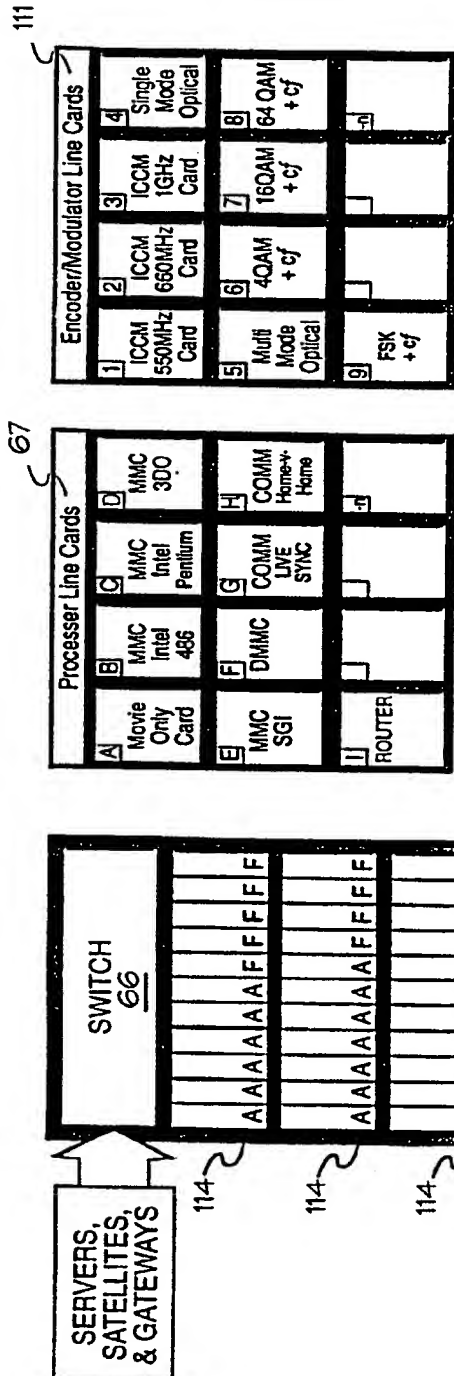 SERVERS,
SATELLITES,
& GATEWAYS
SWITCH
66
114
A A A A A A F F F F F
114
A A A A A A A F F F F
114
67
Processer Line Cards
A
Movie
Only
Card
B
MMC
Intel
486
C
MMC
Intel
Pentium
D
MMC
3DO
E
MMC
SGI
F
DMMC
G
COMM
LIVE
SYNC
H
COMM
Home-v-
Home
I
ROUTER
-n
111
Encoder/Modulator Line Cards
1
ICCM
550MHz
Card
2
ICCM
660MHz
Card
3
ICCM
1GHz
Card
4
Single
Mode
Optical
5
Multi
Mode
Optical
6
4QAM
+ cf
7
16QAM
+ cf
8
64 QAM
+ cf
9
FSK
+ cf
-n